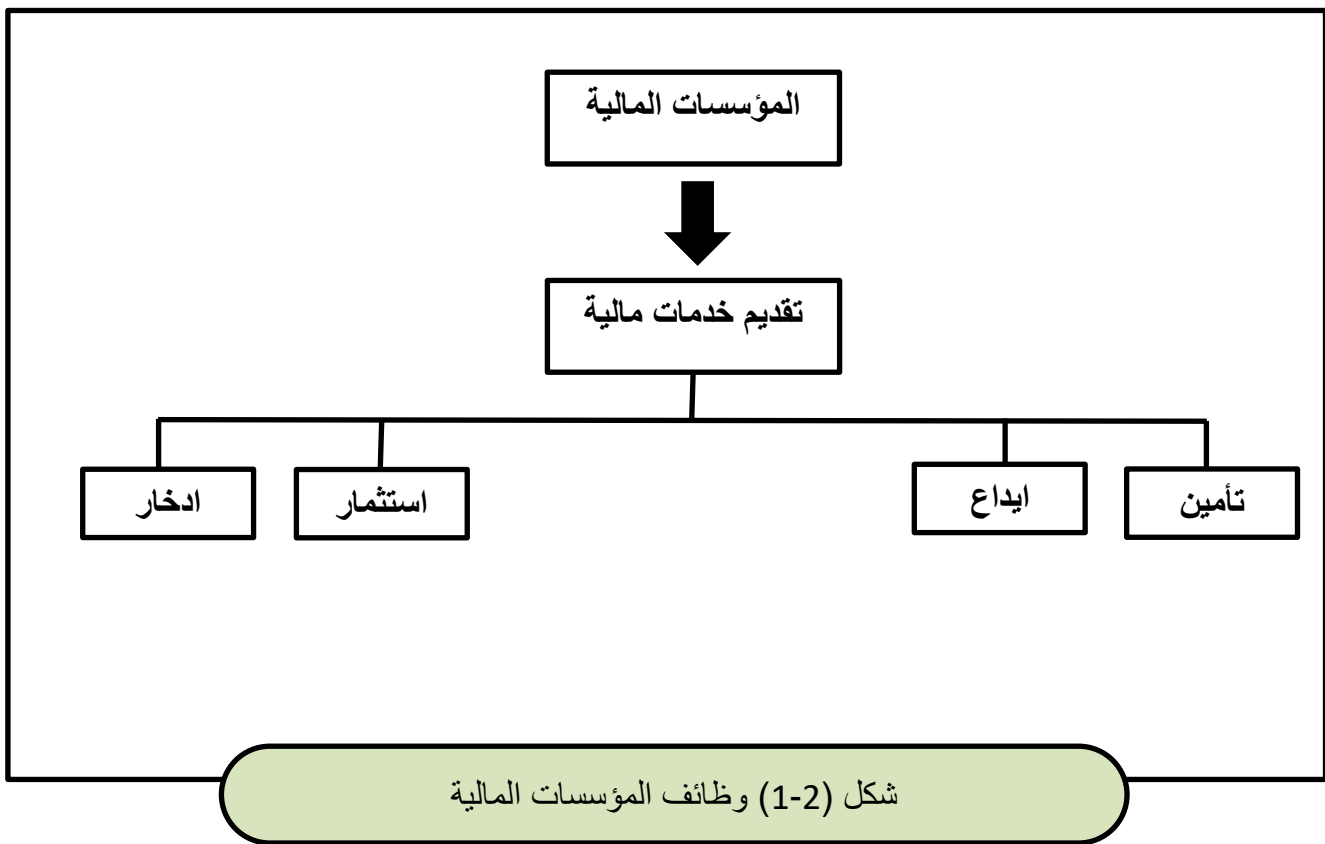 المؤسسات المالية
تقديم خدمات مالية
تأمين
ايداع
استثمار
ادخار
شكل (2-1) وظائف المؤسسات المالية